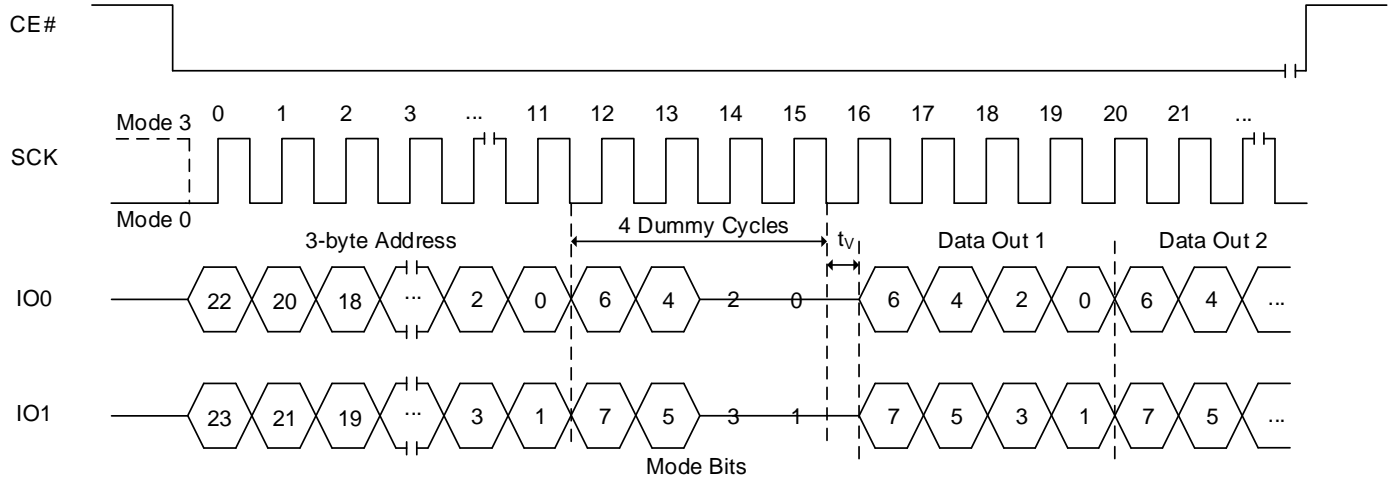 CE#
0 1 2 3 ... 11 12 13 14 15 16 17 18 19 20 21 ...
Mode 3
SCK
Mode 0
3-byte Address 4 Dummy Cycles tV Data Out 1 Data Out 2
IO0 22 20 18 ... 2 0 6 4 2 0 6 4 2 0 6 4 ...
IO1 23 21 19 ... 3 1 7 5 3 1 7 5 3 1 7 5 ...
Mode Bits